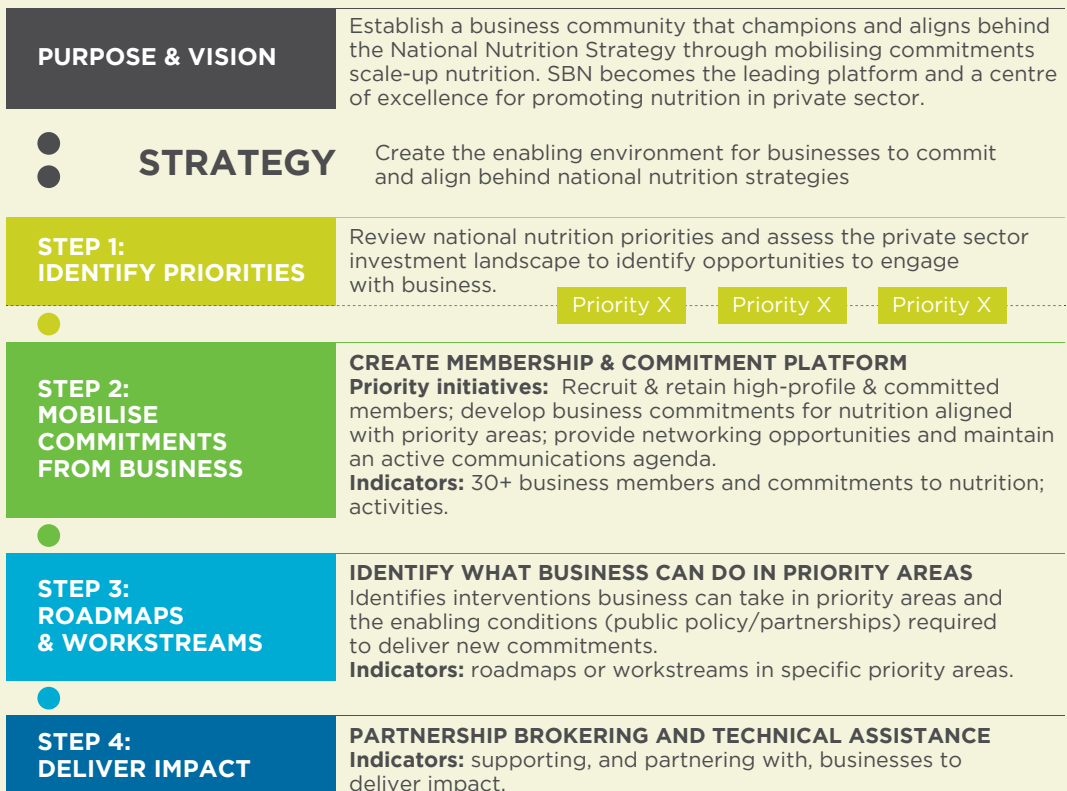 PURPOSE & VISION
Establish a business community that champions and aligns behind
the National Nutrition Strategy through mobilising commitments
scale-up nutrition. SBN becomes the leading platform and a centre
of excellence for promoting nutrition in private sector.
STRATEGY
Create the enabling environment for businesses to commit
and align behind national nutrition strategies
STEP 1:
IDENTIFY PRIORITIES
Review national nutrition priorities and assess the private sector
investment landscape to identify opportunities to engage
with business.
Priority X Priority X Priority X
STEP 2:
MOBILISE
COMMITMENTS
FROM BUSINESS
CREATE MEMBERSHIP & COMMITMENT PLATFORM
Priority initiatives: Recruit & retain high-profile & committed
members; develop business commitments for nutrition aligned
with priority areas; provide networking opportunities and maintain
an active communications agenda.
Indicators: 30+ business members and commitments to nutrition;
activities.
STEP 3:
ROADMAPS
& WORKSTREAMS
IDENTIFY WHAT BUSINESS CAN DO IN PRIORITY AREAS
Identifies interventions business can take in priority areas and
the enabling conditions (public policy/partnerships) required
to deliver new commitments.
Indicators: roadmaps or workstreams in specific priority areas.
STEP 4:
DELIVER IMPACT
PARTNERSHIP BROKERING AND TECHNICAL ASSISTANCE
Indicators: supporting, and partnering with, businesses to
deliver impact.